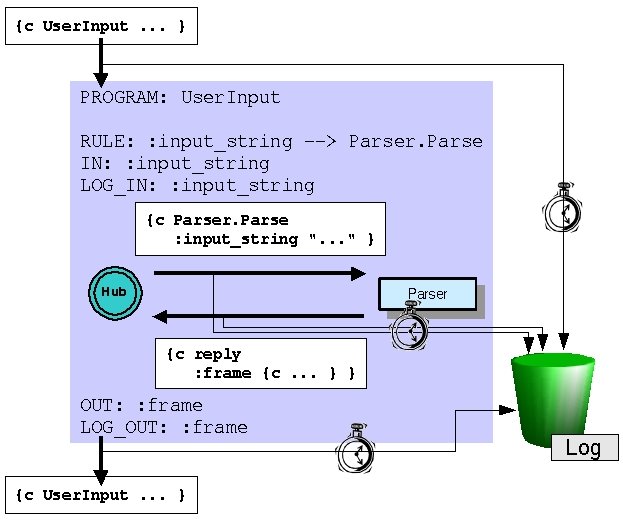 {c UserInput ... }
PROGRAM: UserInput
RULE: :input_string --> Parser.Parse
IN: :input_string
LOG_IN: :input_string
{c Parser.Parse
:input_string "..." }
Hub
Parser
{c reply
:frame {c ... } }
OUT: :frame
LOG_OUT: :frame
Log
{c UserInput ... }